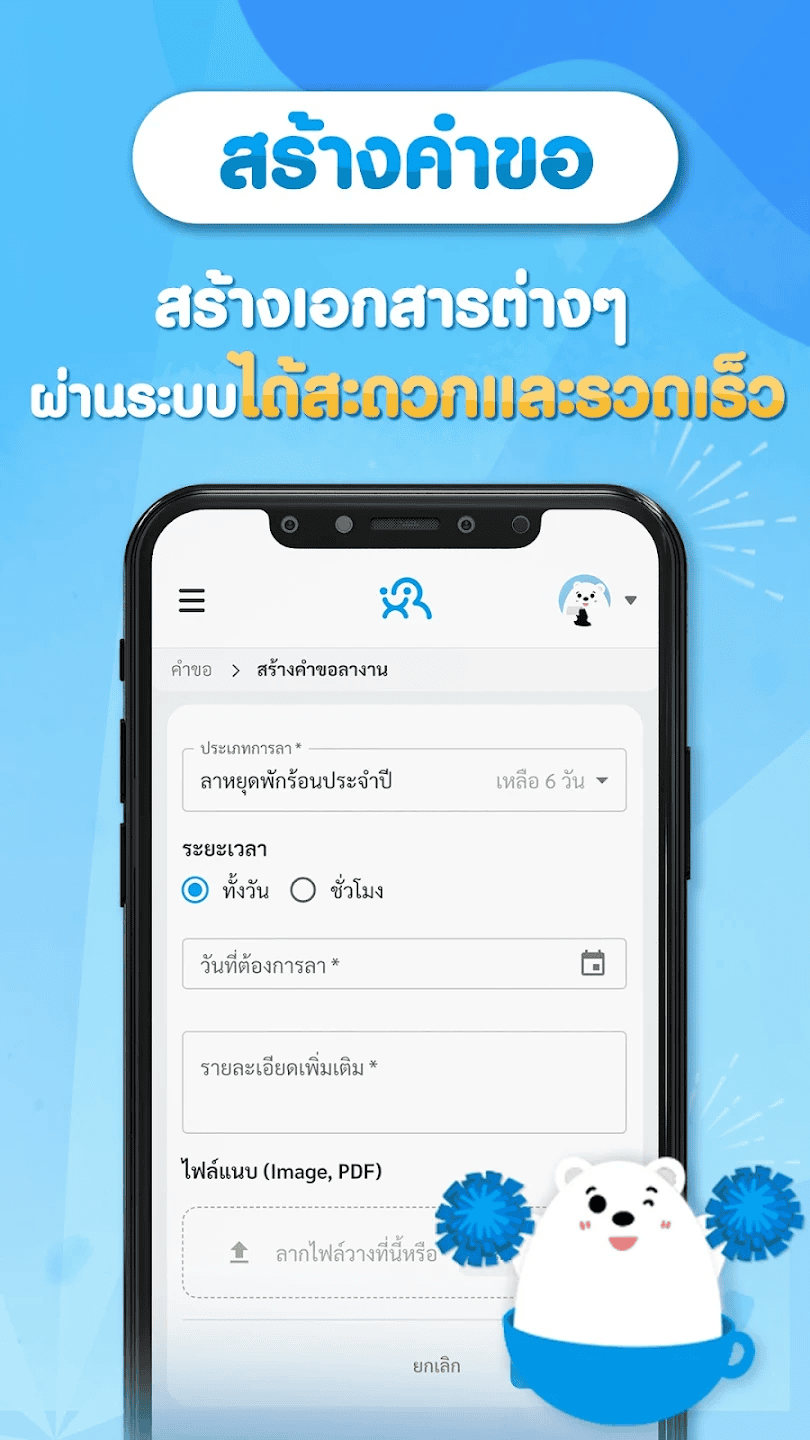 สร้างคำขอ
สร้างเอกสารต่างๆ
ผ่านระบบได้สะดวกและรวดเร็ว
คำขอ > สร้างคำขอลางาน
ประเภทการลา *
ลาหยุดพักร้อนประจำปี เหลือ 6 วัน
ระยะเวลา
ทั้งวัน ชั่วโมง
วันที่ต้องการลา *
รายละเอียดเพิ่มเติม *
ไฟล์แนบ (Image, PDF)
ลากไฟล์วางที่นี้หรือ
ยกเลิก